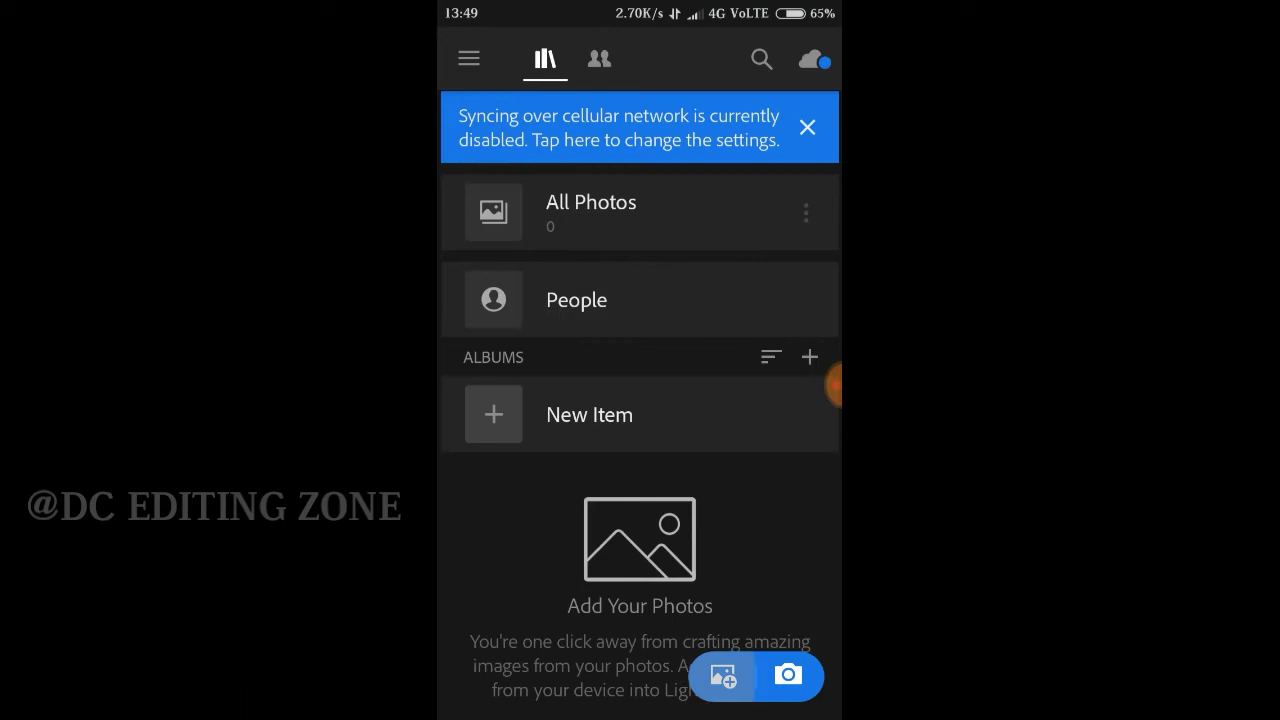 13:49 2.70K/s 4G VoLTE 65%
Syncing over cellular network is currently
disabled. Tap here to change the settings.
All Photos
0
People
ALBUMS
New Item
@DC EDITING ZONE
Add Your Photos
You're one click away from crafting amazing
images from your photos.
from your device into